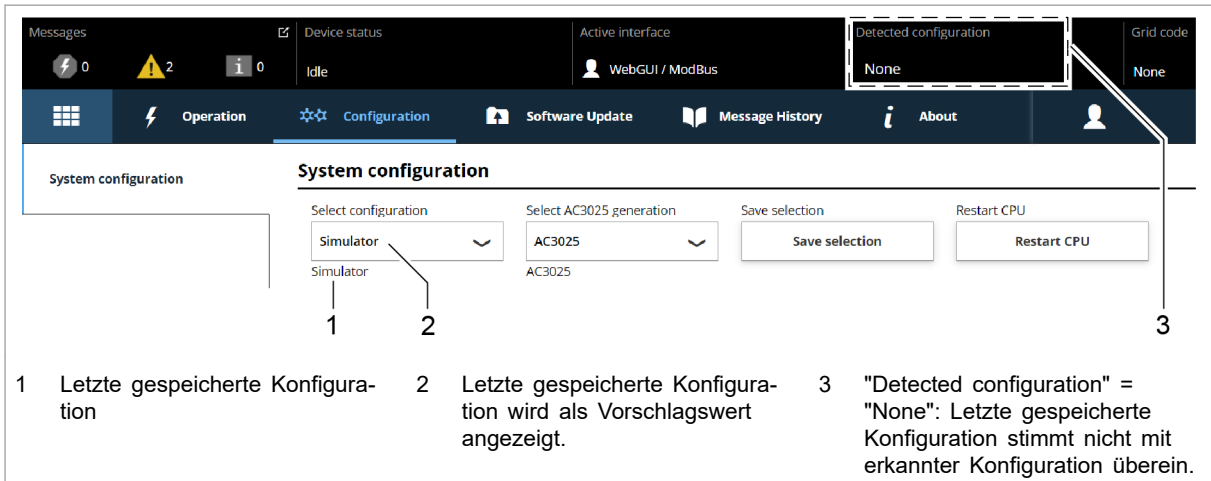 Messages
Device status
Active interface
Detected configuration
Grid code
0
2
i 0
Idle
WebGUI / ModBus
None
None
Operation
Configuration
Software Update
Message History
i About
System configuration
System configuration
Select configuration
Select AC3025 generation
Save selection
Restart CPU
Simulator
AC3025
Save selection
Restart CPU
Simulator
AC3025
1
2
3
1 Letzte gespeicherte Konfigura-
tion
2 Letzte gespeicherte Konfigura-
tion wird als Vorschlagswert
angezeigt.
3 "Detected configuration" =
"None": Letzte gespeicherte
Konfiguration stimmt nicht mit
erkannter Konfiguration überein.